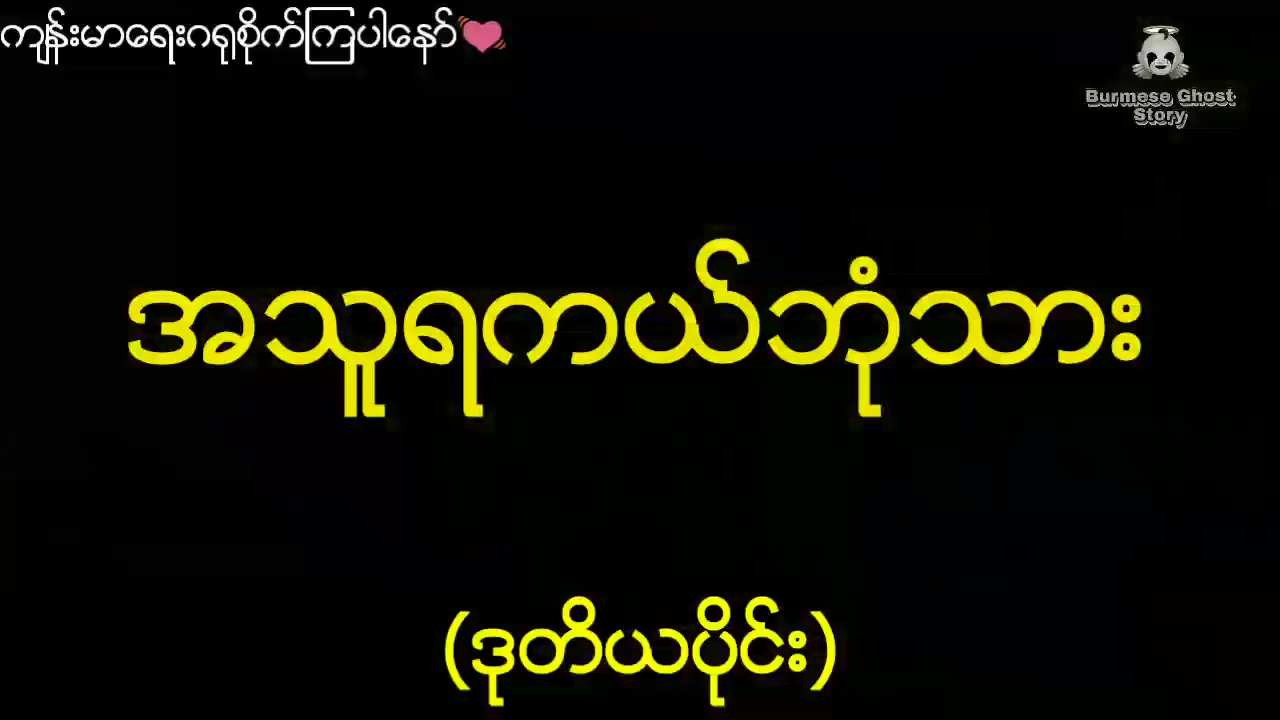 ကျန်းမာရေးဂရုစိုက်ကြပါနော်💓
Burmese Ghost
Story
အသူရကယ်ဘုံသား
(ဒုတိယပိုင်း)